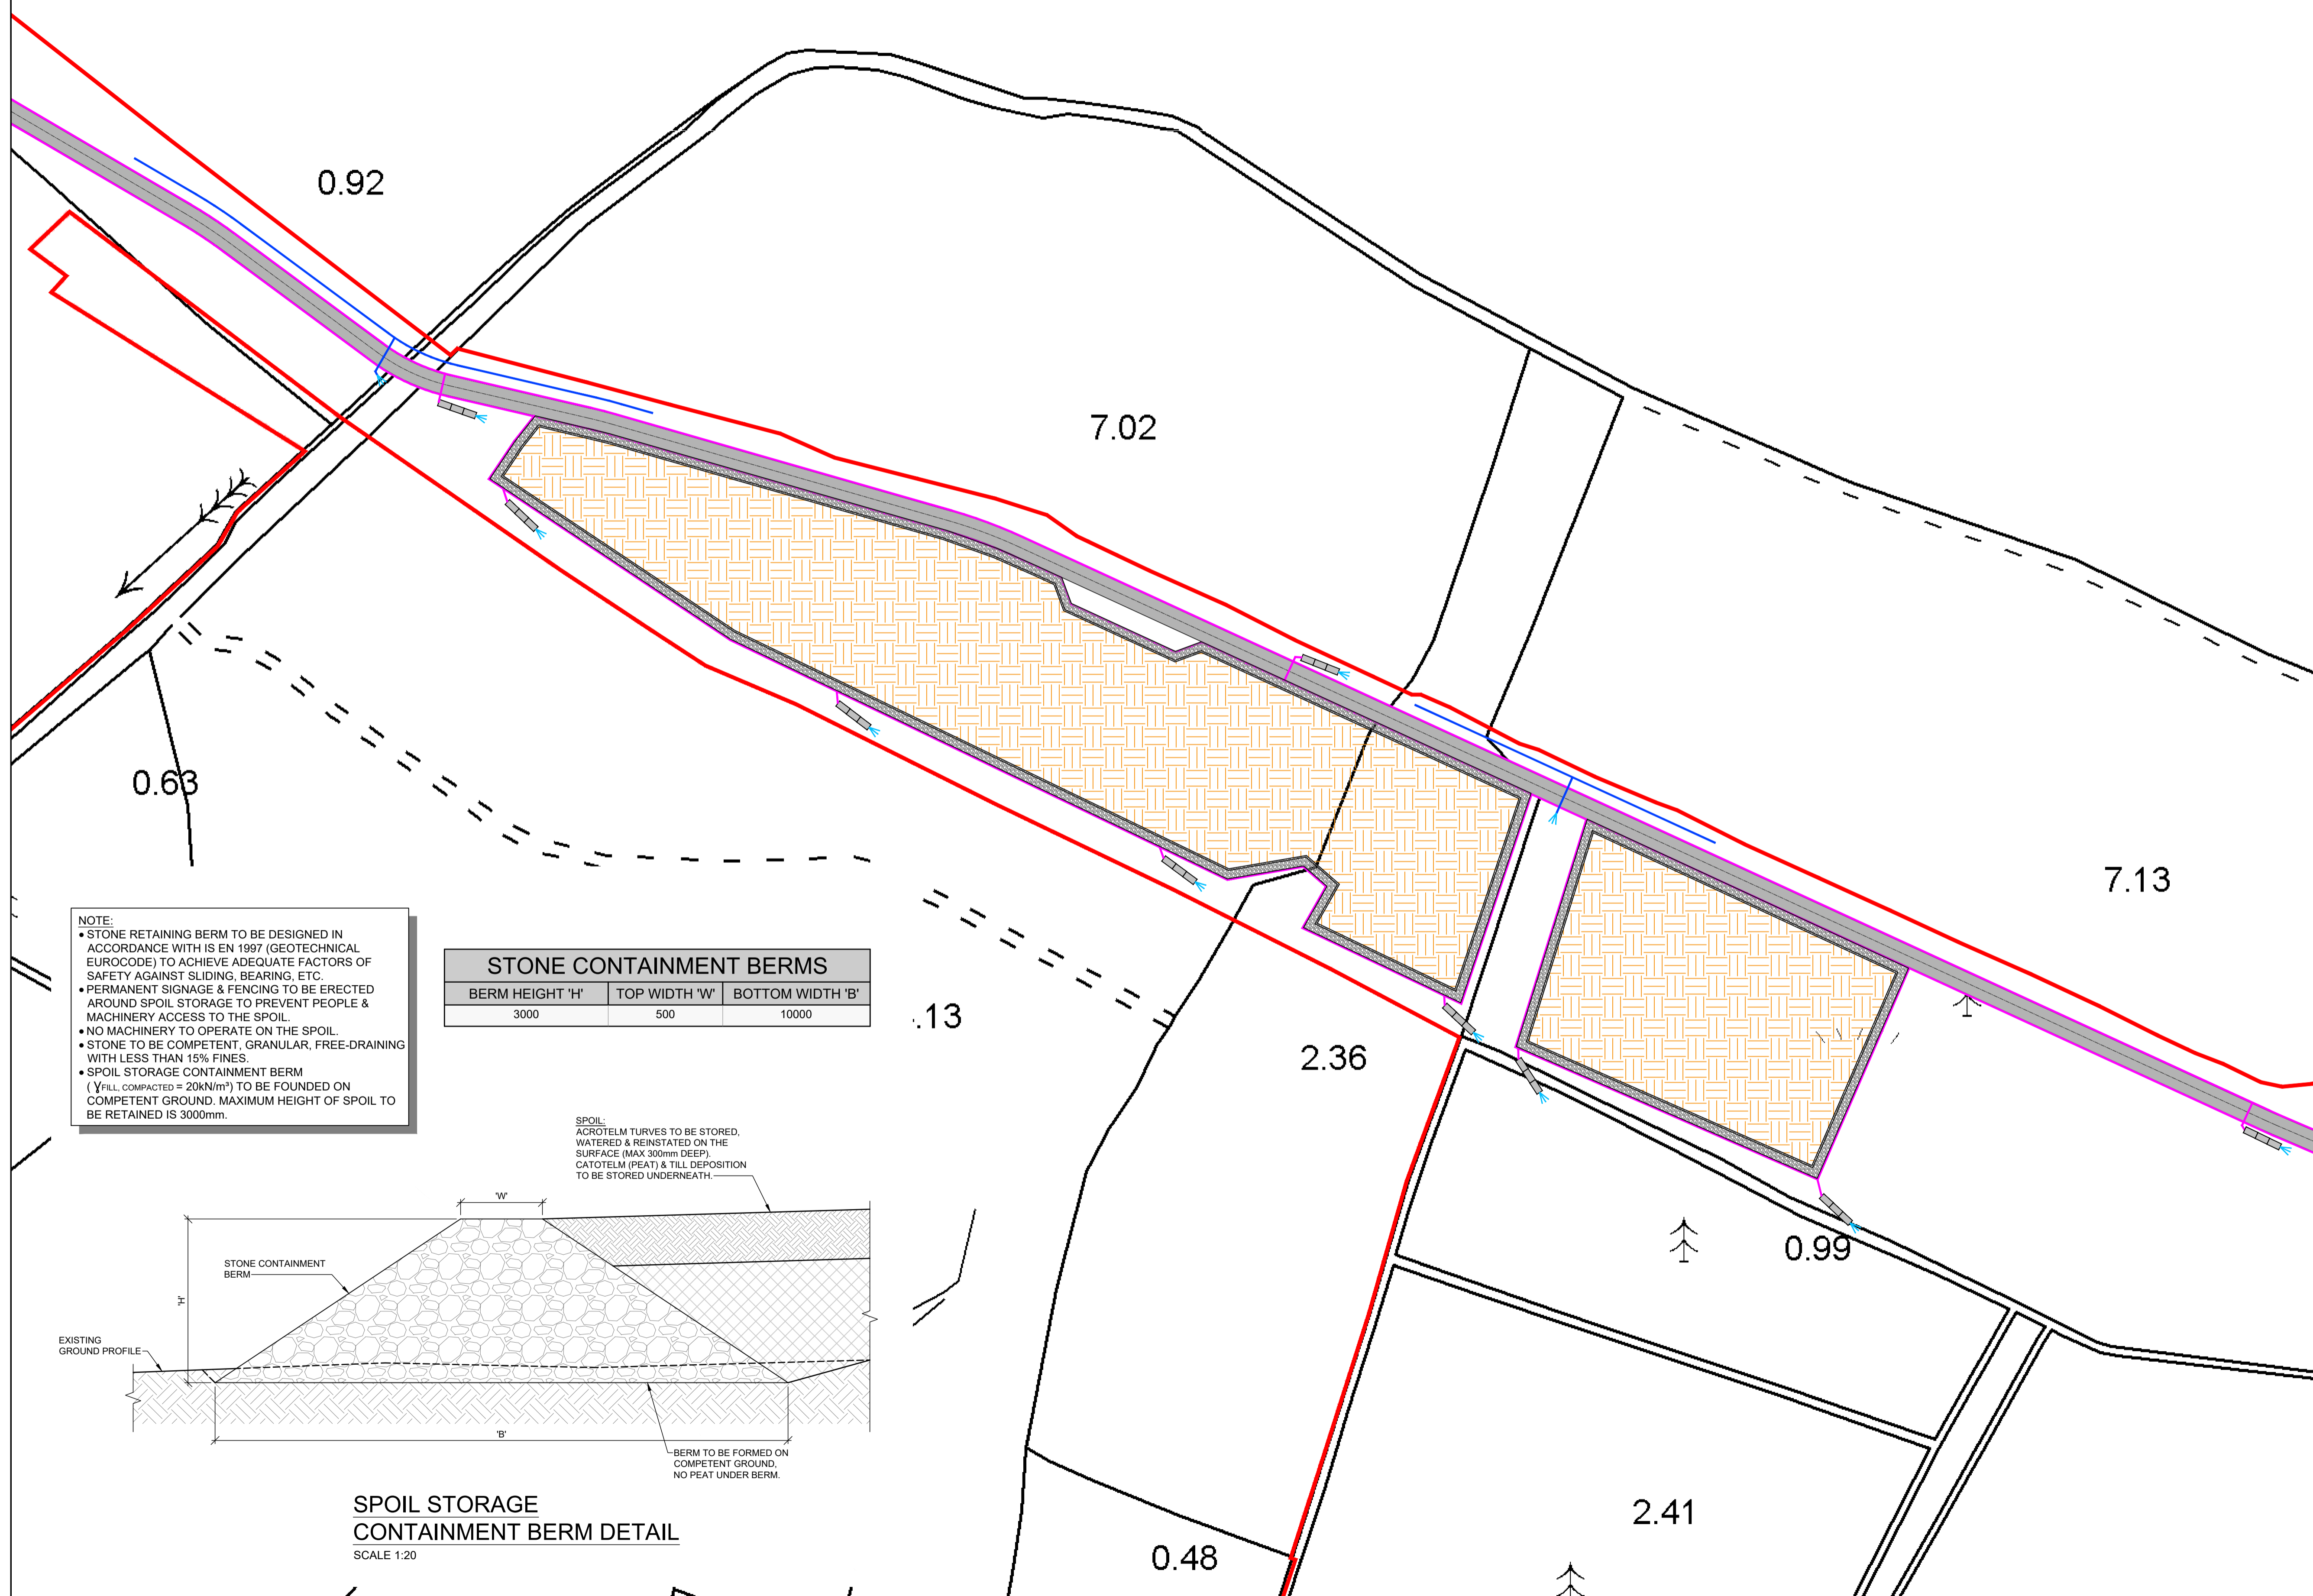 0.92
7.02
0.63
7.13
NOTE:
• STONE RETAINING BERM TO BE DESIGNED IN
ACCORDANCE WITH IS EN 1997 (GEOTECHNICAL
EUROCODE) TO ACHIEVE ADEQUATE FACTORS OF
SAFETY AGAINST SLIDING, BEARING, ETC.
• PERMANENT SIGNAGE & FENCING TO BE ERECTED
AROUND SPOIL STORAGE TO PREVENT PEOPLE &
MACHINERY ACCESS TO THE SPOIL.
• NO MACHINERY TO OPERATE ON THE SPOIL.
• STONE TO BE COMPETENT, GRANULAR, FREE-DRAINING
WITH LESS THAN 15% FINES.
• SPOIL STORAGE CONTAINMENT BERM
( γFILL, COMPACTED = 20kN/m³) TO BE FOUNDED ON
COMPETENT GROUND. MAXIMUM HEIGHT OF SPOIL TO
BE RETAINED IS 3000mm.
STONE CONTAINMENT BERMS
BERM HEIGHT 'H' TOP WIDTH 'W' BOTTOM WIDTH 'B'
3000 500 10000
.13
2.36
SPOIL:
ACROTELM TURVES TO BE STORED,
WATERED & REINSTATED ON THE
SURFACE (MAX 300mm DEEP).
CATOTELM (PEAT) & TILL DEPOSITION
TO BE STORED UNDERNEATH.
'W'
STONE CONTAINMENT
BERM
'H'
EXISTING
GROUND PROFILE
'B'
BERM TO BE FORMED ON
COMPETENT GROUND,
NO PEAT UNDER BERM.
SPOIL STORAGE
CONTAINMENT BERM DETAIL
SCALE 1:20
0.99
2.41
0.48